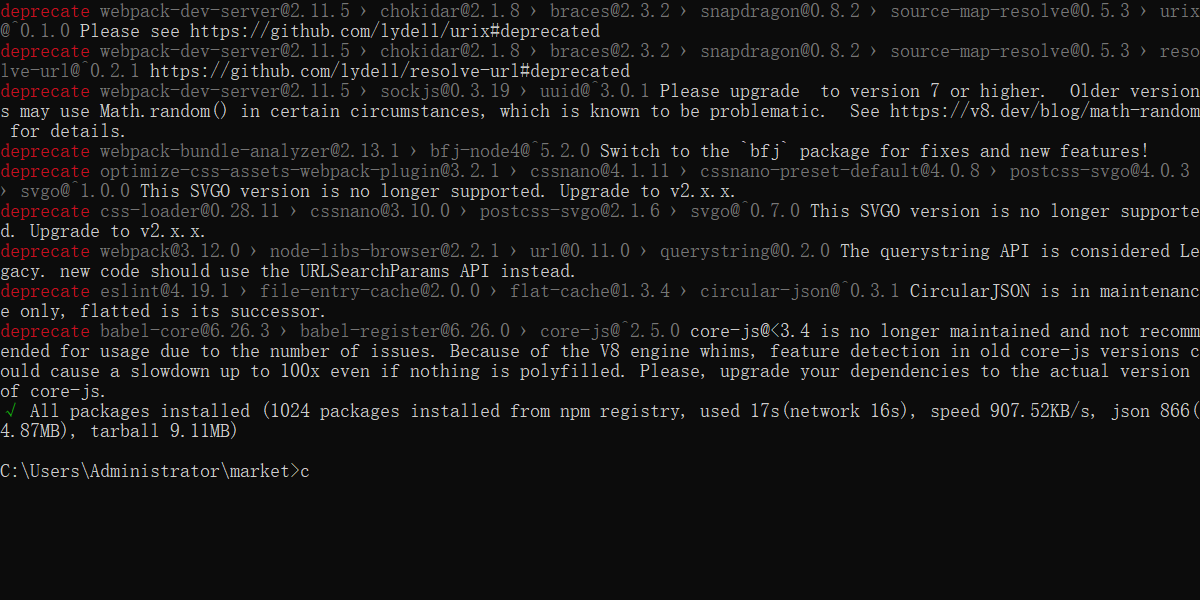 deprecate webpack-dev-server@2.11.5 › chokidar@2.1.8 › braces@2.3.2 › snapdragon@0.8.2 › source-map-resolve@0.5.3 › urix
@^0.1.0 Please see https://github.com/lydell/urix#deprecated
deprecate webpack-dev-server@2.11.5 › chokidar@2.1.8 › braces@2.3.2 › snapdragon@0.8.2 › source-map-resolve@0.5.3 › reso
lve-url@^0.2.1 https://github.com/lydell/resolve-url#deprecated
deprecate webpack-dev-server@2.11.5 › sockjs@0.3.19 › uuid@^3.0.1 Please upgrade  to version 7 or higher.  Older version
s may use Math.random() in certain circumstances, which is known to be problematic.  See https://v8.dev/blog/math-random
 for details.
deprecate webpack-bundle-analyzer@2.13.1 › bfj-node4@^5.2.0 Switch to the `bfj` package for fixes and new features!
deprecate optimize-css-assets-webpack-plugin@3.2.1 › cssnano@4.1.11 › cssnano-preset-default@4.0.8 › postcss-svgo@4.0.3
› svgo@^1.0.0 This SVGO version is no longer supported. Upgrade to v2.x.x.
deprecate css-loader@0.28.11 › cssnano@3.10.0 › postcss-svgo@2.1.6 › svgo@^0.7.0 This SVGO version is no longer supporte
d. Upgrade to v2.x.x.
deprecate webpack@3.12.0 › node-libs-browser@2.2.1 › url@0.11.0 › querystring@0.2.0 The querystring API is considered Le
gacy. new code should use the URLSearchParams API instead.
deprecate eslint@4.19.1 › file-entry-cache@2.0.0 › flat-cache@1.3.4 › circular-json@^0.3.1 CircularJSON is in maintenanc
e only, flatted is its successor.
deprecate babel-core@6.26.3 › babel-register@6.26.0 › core-js@^2.5.0 core-js@<3.4 is no longer maintained and not recomm
ended for usage due to the number of issues. Because of the V8 engine whims, feature detection in old core-js versions c
ould cause a slowdown up to 100x even if nothing is polyfilled. Please, upgrade your dependencies to the actual version
of core-js.
√ All packages installed (1024 packages installed from npm registry, used 17s(network 16s), speed 907.52KB/s, json 866(
4.87MB), tarball 9.11MB)
C:\Users\Administrator\market>c